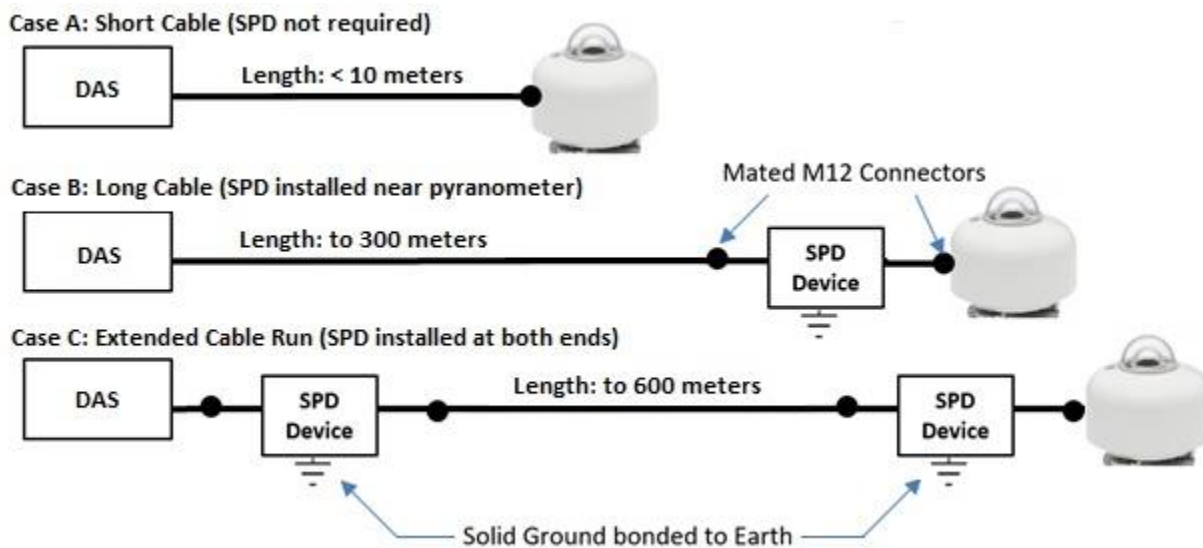 Case A: Short Cable (SPD not required)
DAS
Length: < 10 meters
Case B: Long Cable (SPD installed near pyranometer)
Mated M12 Connectors
DAS
Length: to 300 meters
SPD
Device
Case C: Extended Cable Run (SPD installed at both ends)
DAS
SPD
Device
Length: to 600 meters
SPD
Device
Solid Ground bonded to Earth